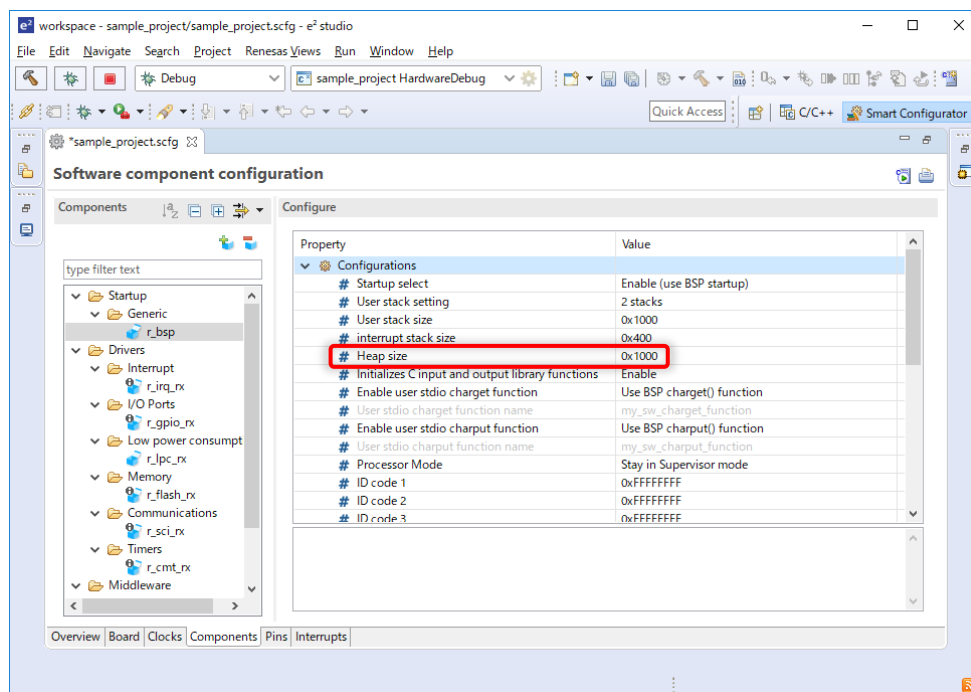 workspace - sample_project/sample_project.scfg - e² studio
File Edit Navigate Search Project Renesas Views Run Window Help
Debug
sample_project HardwareDebug
Quick Access
C/C++
Smart Configurator
*sample_project.scfg
Software component configuration
Components
Configure
type filter text
Startup
Generic
r_bsp
Drivers
Interrupt
r_irq_rx
I/O Ports
r_gpio_rx
Low power consumpt
r_lpc_rx
Memory
r_flash_rx
Communications
r_sci_rx
Timers
r_cmt_rx
Middleware
Property Value
Configurations
# Startup select Enable (use BSP startup)
# User stack setting 2 stacks
# User stack size 0x1000
# interrupt stack size 0x400
# Heap size 0x1000
# Initializes C input and output library functions Enable
# Enable user stdio charget function Use BSP charget() function
# User stdio charget function name my_sw_charget_function
# Enable user stdio charput function Use BSP charput() function
# User stdio charput function name my_sw_charput_function
# Processor Mode Stay in Supervisor mode
# ID code 1 0xFFFFFFFF
# ID code 2 0xFFFFFFFF
# ID code 3 0xFFFFFFFF
Overview Board Clocks Components Pins Interrupts